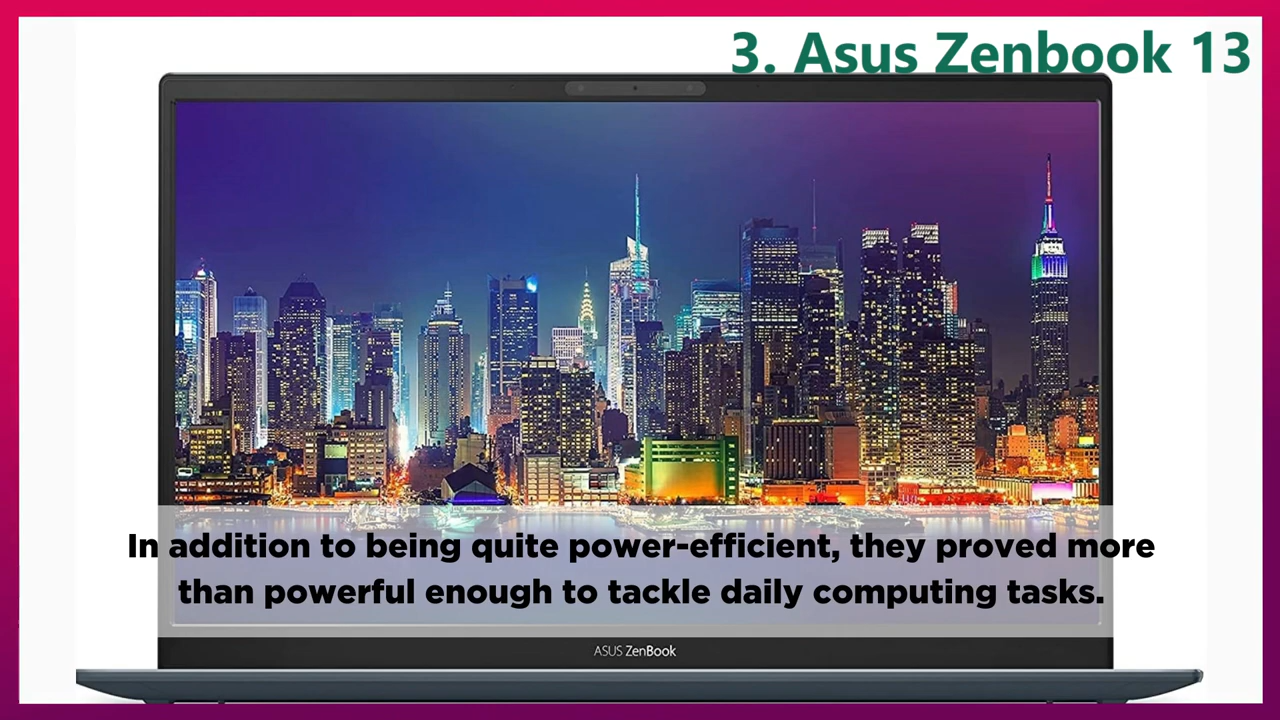 3. Asus Zenbook 13
In addition to being quite power-efficient, they proved more
than powerful enough to tackle daily computing tasks.
ASUS ZenBook